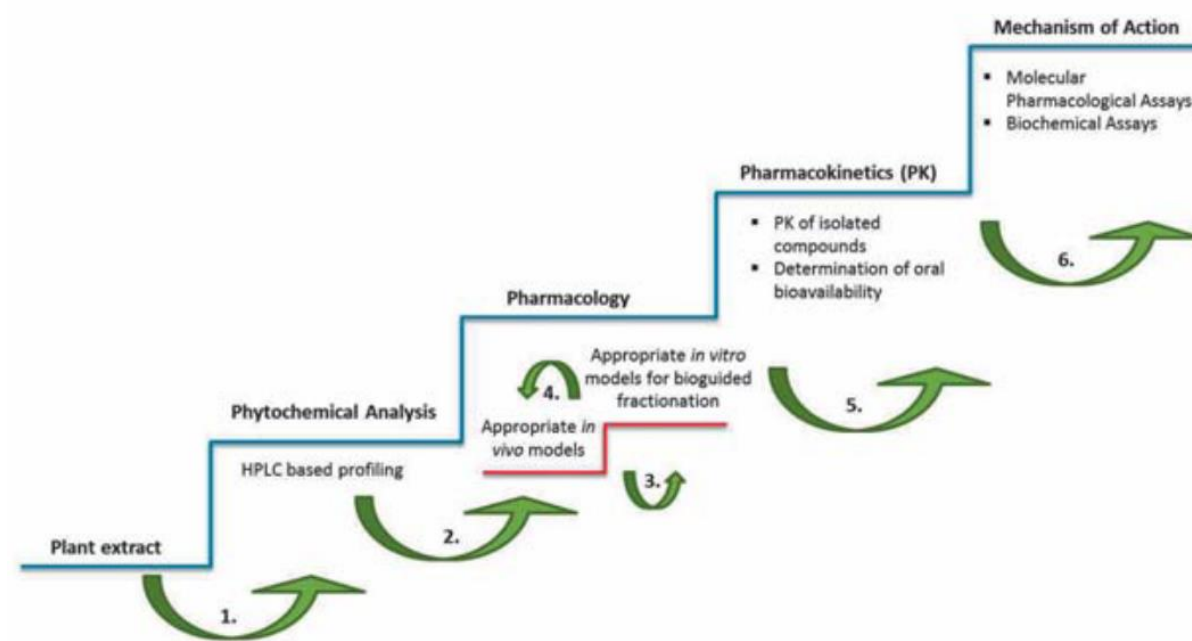 Mechanism of Action
▪ Molecular
Pharmacological Assays
▪ Biochemical Assays
6.
Pharmacokinetics (PK)
▪ PK of isolated
compounds
▪ Determination of oral
bioavailability
5.
Pharmacology
Appropriate in vitro
models for bioguided
fractionation
4.
Appropriate in
vivo models
3.
Phytochemical Analysis
HPLC based profiling
2.
Plant extract
1.